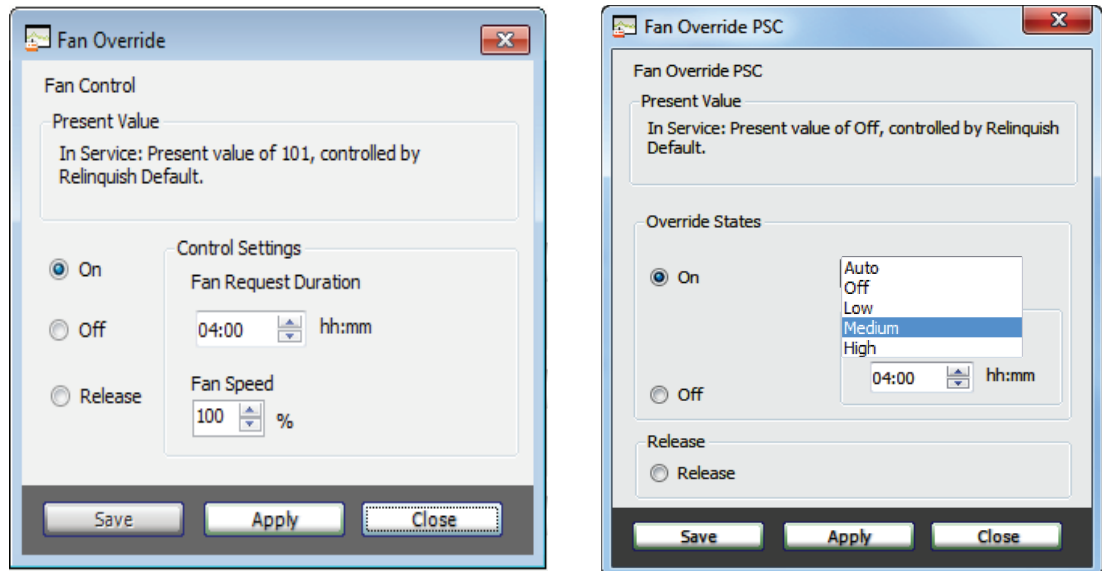 Fan Override
Fan Control
Present Value
In Service: Present value of 101, controlled by
Relinquish Default.
On
Off
Release
Control Settings
Fan Request Duration
04:00 hh:mm
Fan Speed
100 %
Save Apply Close
Fan Override PSC
Fan Override PSC
Present Value
In Service: Present value of Off, controlled by Relinquish
Default.
Override States
On
Auto
Off
Low
Medium
High
04:00 hh:mm
Off
Release
Release
Save Apply Close